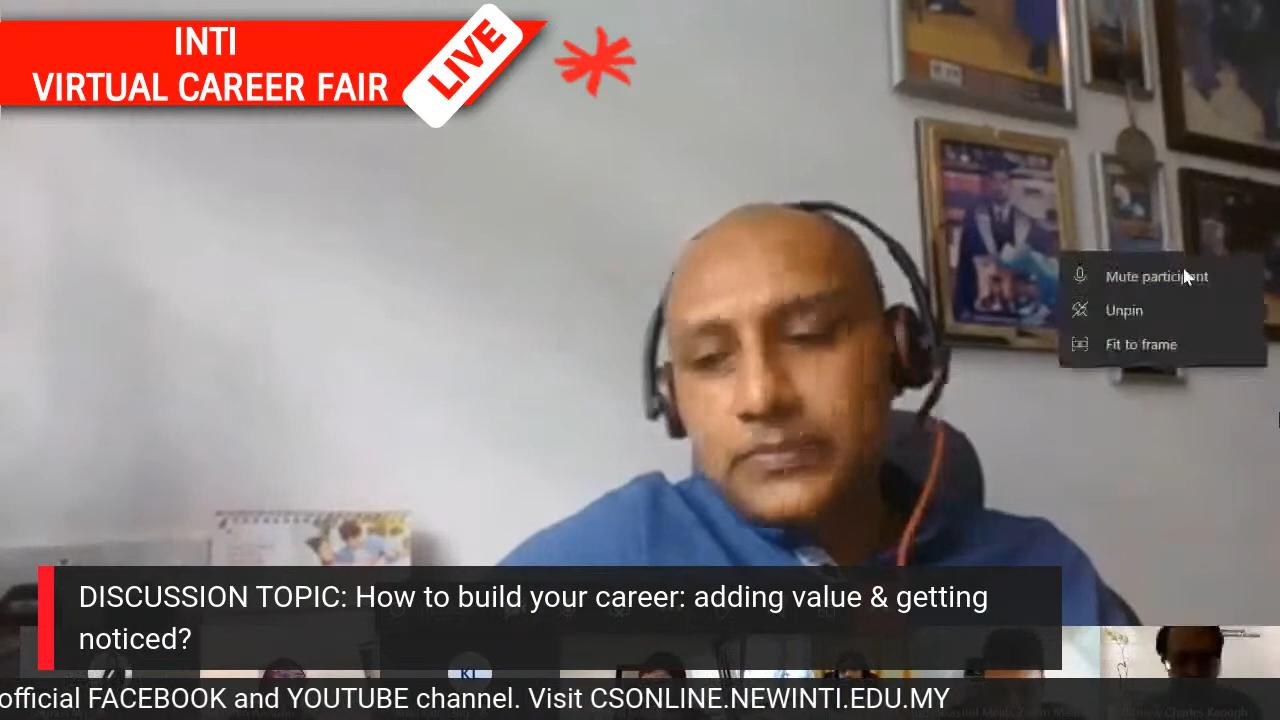 INTI
VIRTUAL CAREER FAIR
LIVE
Mute participant
Unpin
Fit to frame
DISCUSSION TOPIC: How to build your career: adding value & getting
noticed?
KL
official FACEBOOK and YOUTUBE channel. Visit CSONLINE.NEWINTI.EDU.MY